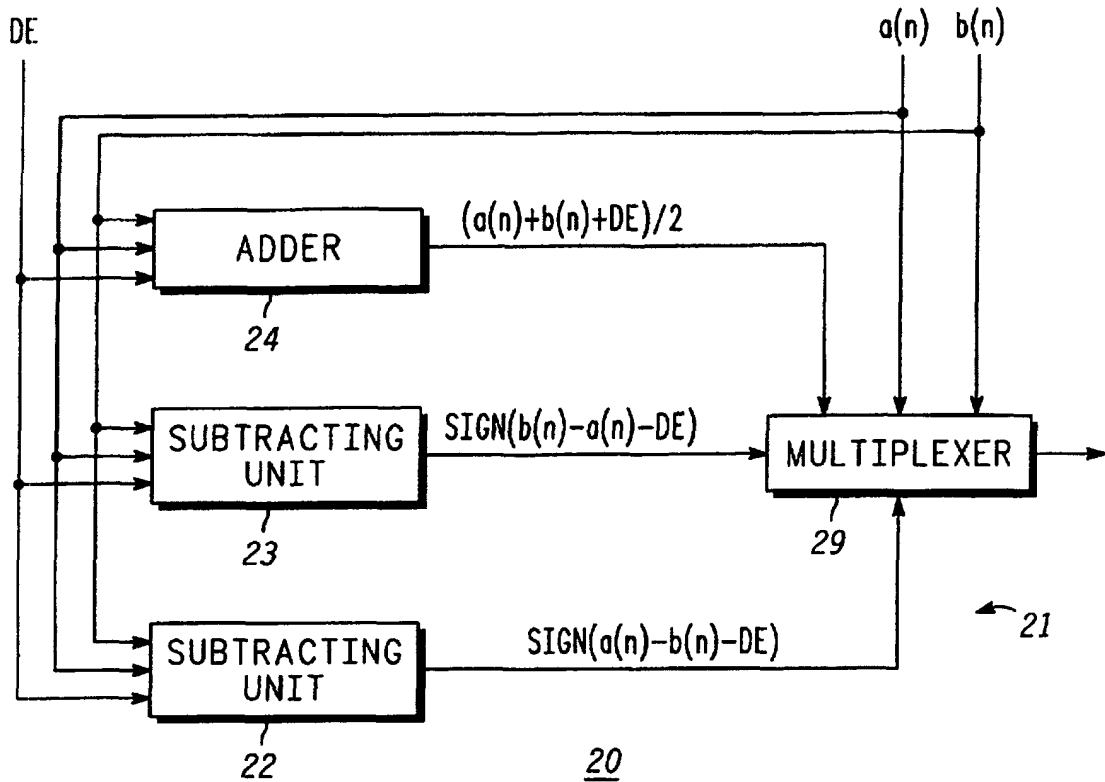 DE
a(n) b(n)
ADDER
(a(n)+b(n)+DE)/2
24
SUBTRACTING
UNIT
SIGN(b(n)-a(n)-DE)
MULTIPLEXER
23
29
SUBTRACTING
UNIT
SIGN(a(n)-b(n)-DE)
21
22
20